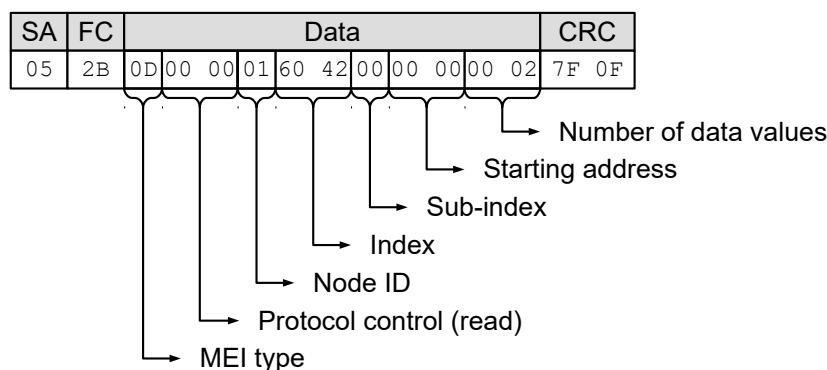 SA FC Data CRC
05 2B 0D 00 00 01 60 42 00 00 00 00 02 7F 0F
Number of data values
Starting address
Sub-index
Index
Node ID
Protocol control (read)
MEI type